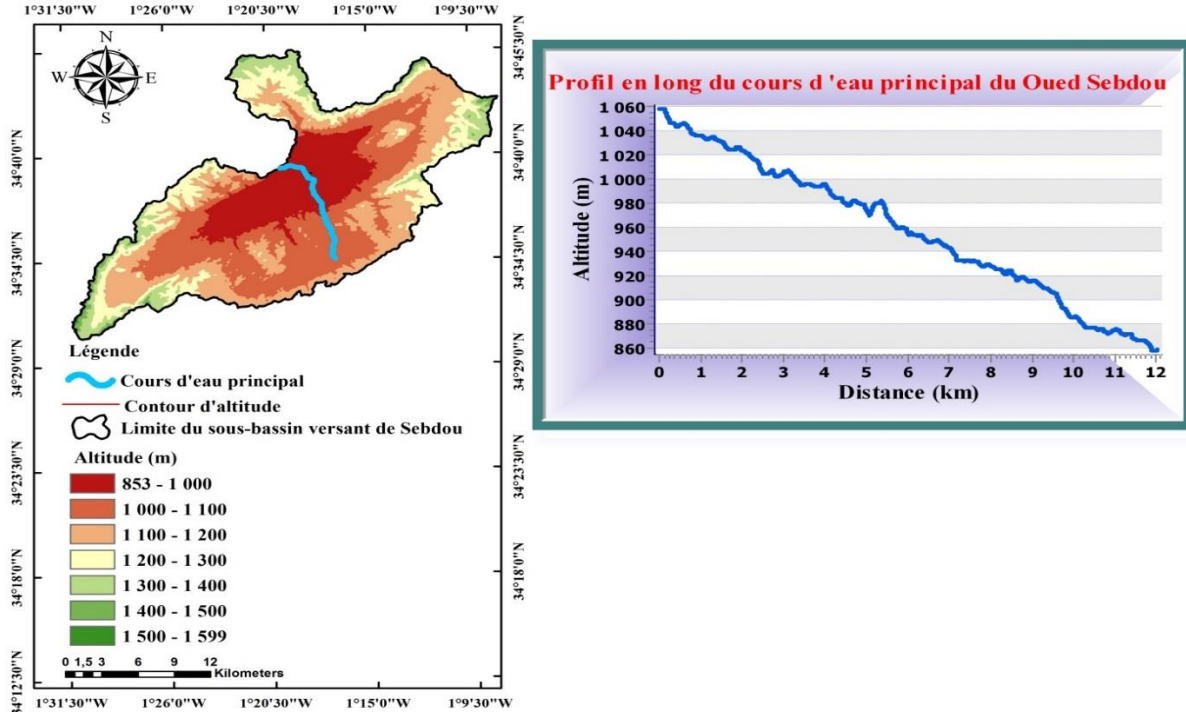 1°31'30"W 1°26'0"W 1°20'30"W 1°15'0"W 1°9'30"W
N
W E
S
34°45'30"N
34°40'0"N
34°34'30"N
34°29'0"N
34°23'30"N
34°18'0"N
34°12'30"N
34°40'0"N
34°34'30"N
34°29'0"N
34°23'30"N
34°18'0"N
34°12'30"N
Légende
Cours d'eau principal
Contour d'altitude
Limite du sous-bassin versant de Sebdou
Altitude (m)
853 - 1 000
1 000 - 1 100
1 100 - 1 200
1 200 - 1 300
1 300 - 1 400
1 400 - 1 500
1 500 - 1 599
0 1,5 3 6 9 12
Kilometers
1°31'30"W 1°26'0"W 1°20'30"W 1°15'0"W 1°9'30"W
Profil en long du cours d 'eau principal du Oued Sebdou
Altitude (m)
1 060
1 040
1 020
1 000
980
960
940
920
900
880
860
0 1 2 3 4 5 6 7 8 9 10 11 12
Distance (km)